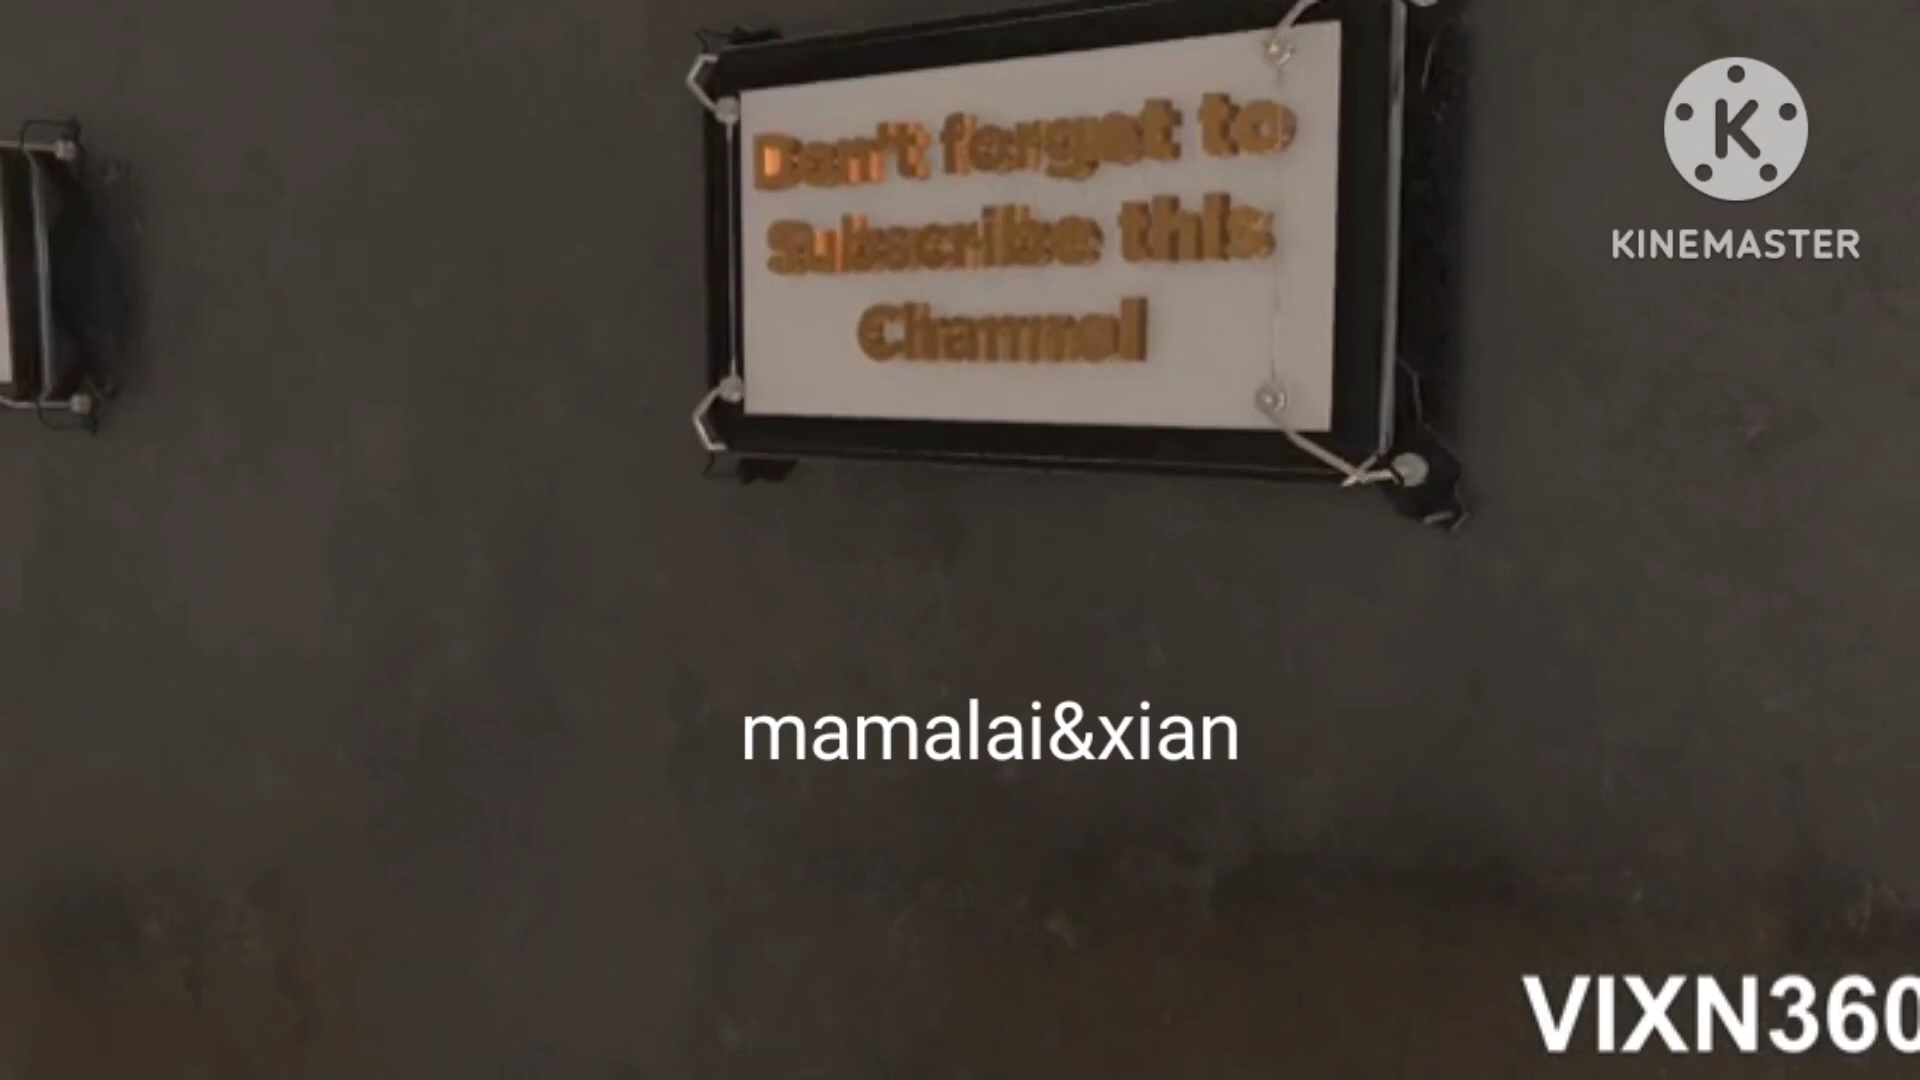 Don't forget to
Subscribe this
Channel
KINEMASTER
mamalai&xian
VIXN360